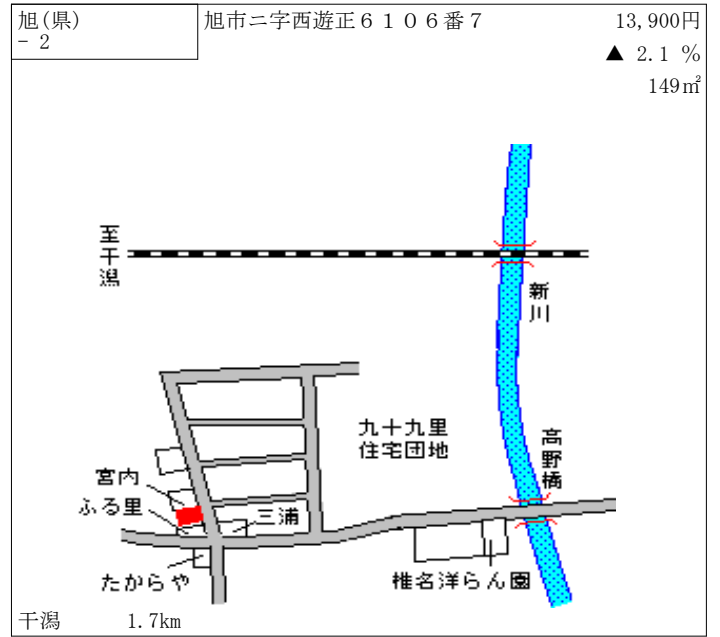 旭(県)
- 2
旭市ニ字西遊正６１０６番７
13,900円
▲ 2.1 %
149㎡
至干潟
新川
九十九里
住宅団地
高野橋
宮内
ふる里
三浦
たからや
椎名洋らん園
干潟 1.7km